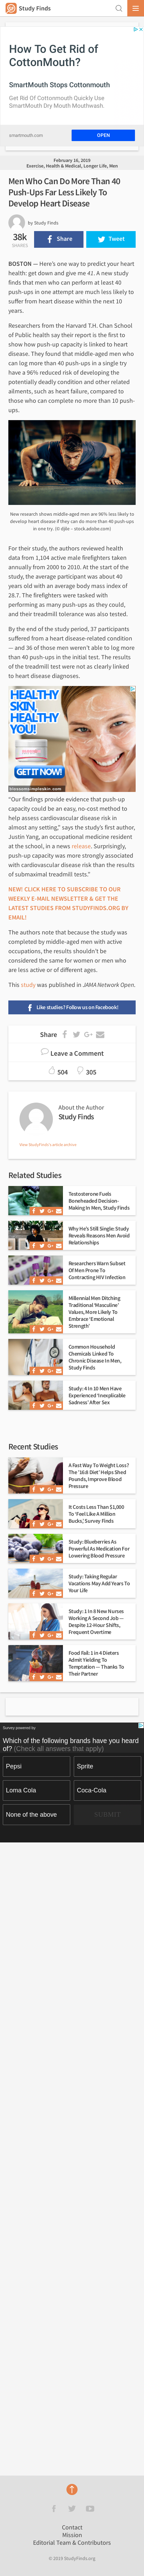 Study Finds
How To Get Rid of
CottonMouth?
SmartMouth Stops Cottonmouth
Get Rid Of Cottonmouth Quickly Use
SmartMouth Dry Mouth Mouthwash
smartmouth.com
OPEN
February 16, 2019
Exercise, Health & Medical, Longer Life, Men
Men Who Can Do More Than 40
Push-Ups Far Less Likely To
Develop Heart Disease
by Study Finds
38k
SHARES
Share
Tweet
BOSTON — Here's one way to predict your heart
health: get down and give me 41. A new study
finds that men who can perform at least 40
push-ups in one attempt are much less likely to
suffer from heart disease within the next 10
years.
Researchers from the Harvard T.H. Chan School
of Public Health say their report is the first to
show how push-up capacity is linked to heart
disease. They found that middle-aged men who
can log more than 40 push-ups in a single try
have a 96% reduced risk of developing the
potentially deadly condition and other related
ailments, such as heart failure, compared to
those who can complete no more than 10 push-
ups.
New research shows middle-aged men are 96% less likely to
develop heart disease if they can do more than 40 push-ups
in one try. (© djile – stock.adobe.com)
For their study, the authors reviewed health
data from 1,104 active male firefighters taken
annually from 2000 to 2010. At the start of the
study, the average participant was about 40
years old with an average body mass index of
28.7. The firefighters were tasked with
performing as many push-ups as they could,
and their treadmill tolerance was also measured.
By the end of the study period, 37 participants
suffered from a heart disease-related condition
— and 36 of those men weren't able to log more
than 40 push-ups in the initial test. The results
of the treadmill test were not as clearly linked to
heart disease diagnoses.
HEALTHY
SKIN,
HEALTHY
YOU!
GET IT NOW!
blossomsimpleskin.com
“Our findings provide evidence that push-up
capacity could be an easy, no-cost method to
help assess cardiovascular disease risk in
almost any setting,” says the study's first author,
Justin Yang, an occupational medicine resident
at the school, in a news release. Surprisingly,
push-up capacity was more strongly associated
with cardiovascular disease risk than the results
of submaximal treadmill tests.”
NEW! CLICK HERE TO SUBSCRIBE TO OUR
WEEKLY E-MAIL NEWSLETTER & GET THE
LATEST STUDIES FROM STUDYFINDS.ORG BY
EMAIL!
The authors note that because the study was
completed by middle-aged men with active
occupations, the results shouldn't be
considered the same for women or for men who
are less active or of different ages.
This study was published in JAMA Network Open.
Like studies? Follow us on Facebook!
Share
Leave a Comment
504 305
About the Author
Study Finds
View StudyFinds's article archive
Related Studies
Testosterone Fuels
Boneheaded Decision-
Making In Men, Study Finds
Why Ho's Still Single: Study
Reveals Reasons Men Avoid
Relationships
Researchers Warn Subset
Of Men Prone To
Contracting HIV Infection
Millennial Men Ditching
Traditional 'Masculine'
Values, More Likely To
Embrace 'Emotional
Strength'
Common Household
Chemicals Linked To
Chronic Disease In Men,
Study Finds
Study: 4 In 10 Men Have
Experienced 'Inexplicable
Sadness' After Sex
Recent Studies
A Fast Way To Weight Loss?
The '5:8 Diet' Helps Shed
Pounds, Improve Blood
Pressure
It Costs Less Than $1,000
To 'Feel Like A Million
Bucks,' Survey Finds
Study: Blueberries As
Powerful As Medication For
Lowering Blood Pressure
Study: Taking Regular
Vacations May Add Years To
Your Life
Study: 1 In 8 New Nurses
Working A Second Job —
Despite 12-Hour Shifts,
Frequent Overtime
Food Fail: 1 in 4 Dieters
Admit Yielding To
Temptation — Thanks To
Their Partner
Survey powered by
Which of the following brands have you heard
of? (Check all answers that apply)
Pepsi
Sprite
Loma Cola
Coca-Cola
None of the above
SUBMIT
Contact
Mission
Editorial Team & Contributors
© 2019 StudyFinds.org